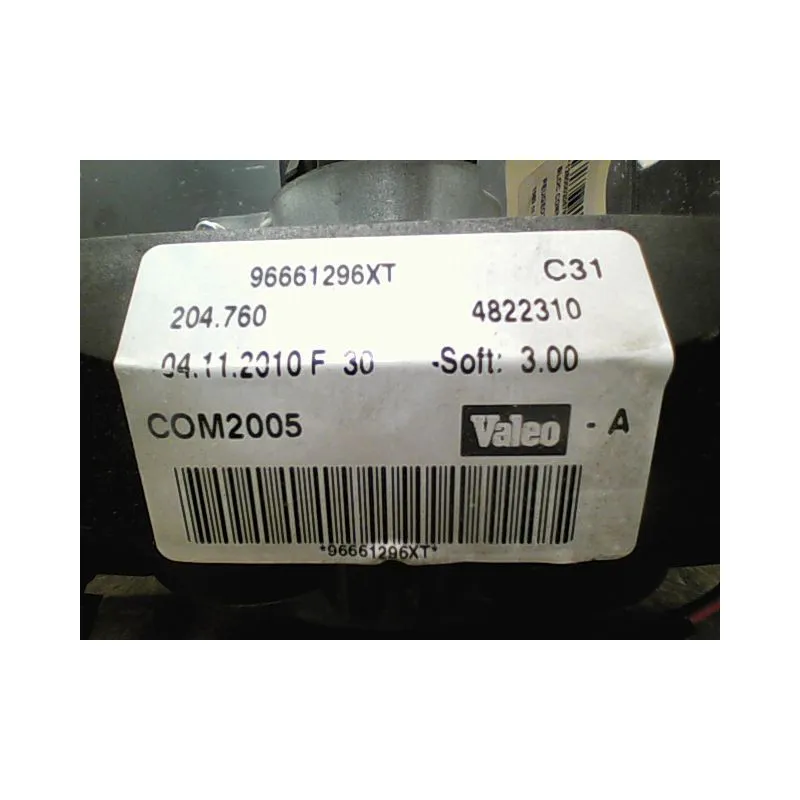 96661296XT C31
204.760 4822310
04.11.2010 F 30 -Soft: 3.00
COM2005 Valeo - A
*96661296XT*